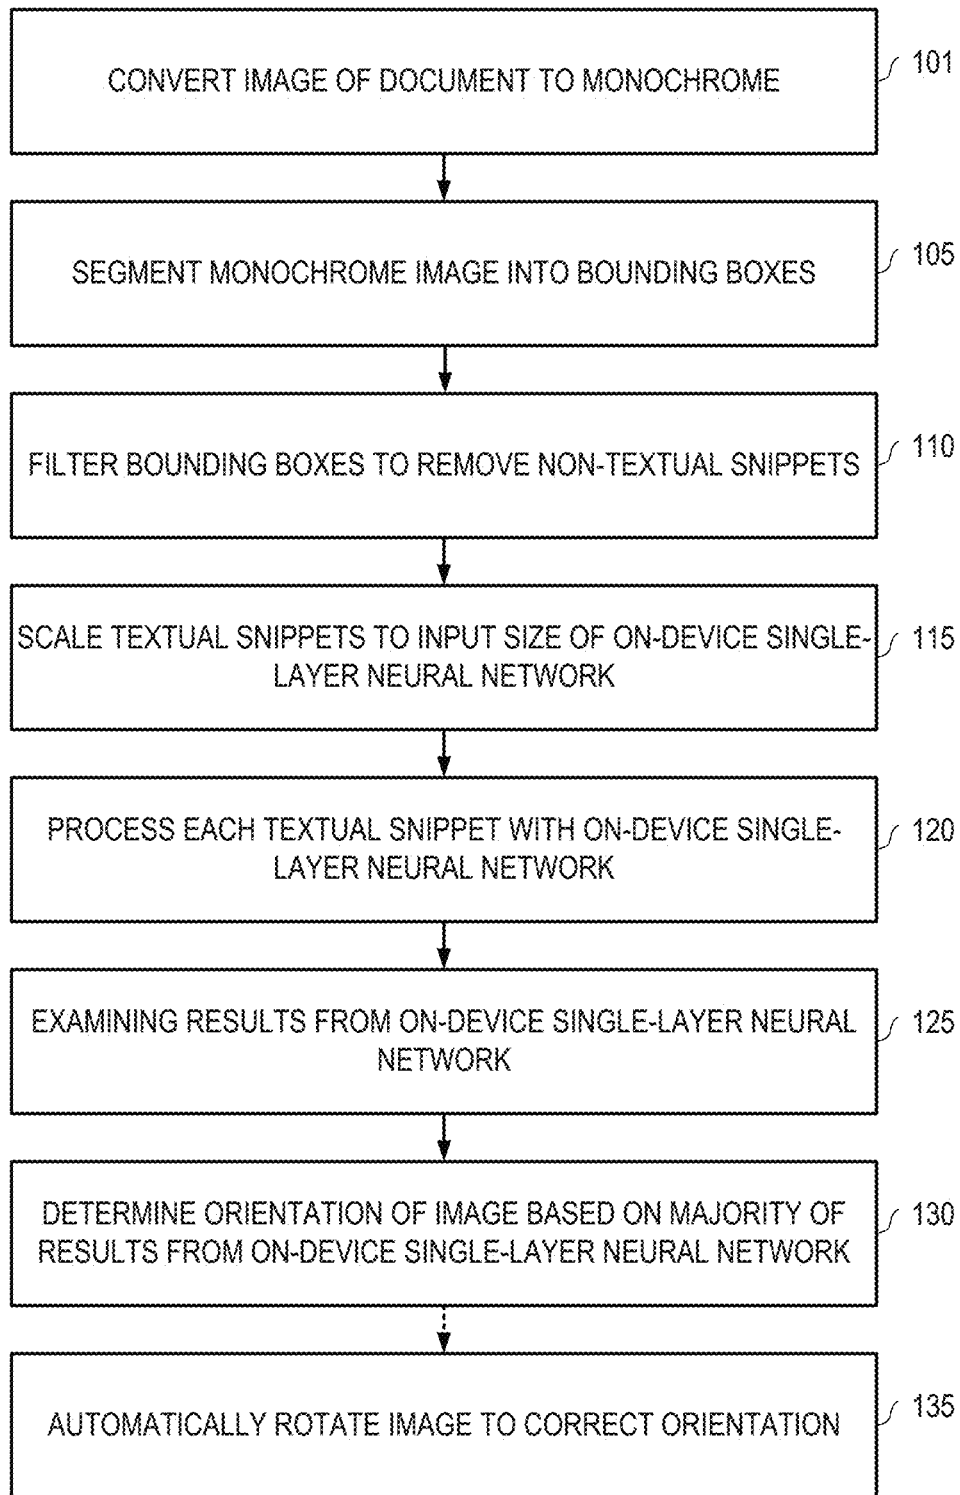 CONVERT IMAGE OF DOCUMENT TO MONOCHROME
101
SEGMENT MONOCHROME IMAGE INTO BOUNDING BOXES
105
FILTER BOUNDING BOXES TO REMOVE NON-TEXTUAL SNIPPETS
110
SCALE TEXTUAL SNIPPETS TO INPUT SIZE OF ON-DEVICE SINGLE-
LAYER NEURAL NETWORK
115
PROCESS EACH TEXTUAL SNIPPET WITH ON-DEVICE SINGLE-
LAYER NEURAL NETWORK
120
EXAMINING RESULTS FROM ON-DEVICE SINGLE-LAYER NEURAL
NETWORK
125
DETERMINE ORIENTATION OF IMAGE BASED ON MAJORITY OF
RESULTS FROM ON-DEVICE SINGLE-LAYER NEURAL NETWORK
130
AUTOMATICALLY ROTATE IMAGE TO CORRECT ORIENTATION
135